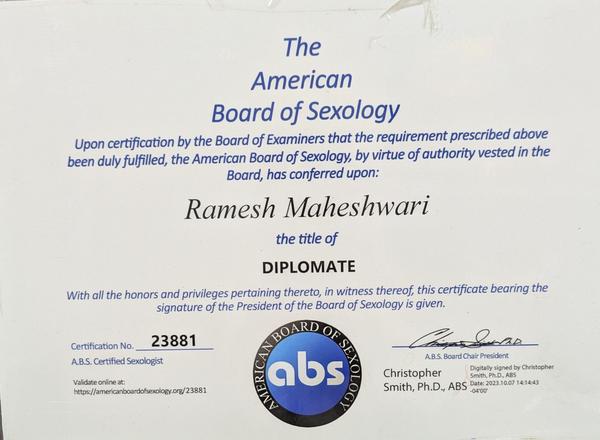 The
American
Board of Sexology
Upon certification by the Board of Examiners that the requirement prescribed above
been duly fulfilled, the American Board of Sexology, by virtue of authority vested in the
Board, has conferred upon:
Ramesh Maheshwari
the title of
DIPLOMATE
With all the honors and privileges pertaining thereto, in witness thereof, this certificate bearing the
signature of the President of the Board of Sexology is given.
Certification No. 23881
A.B.S. Certified Sexologist
Validate online at:
https://americanboardofsexology.org/23881
AMERICAN BOARD OF SEXOLOGY
abs
A.B.S. Board Chair President
Christopher
Smith, Ph.D., ABS
Digitally signed by Christopher
Smith, Ph.D., ABS
Date: 2023.10.07 14:14:43
-04'00'